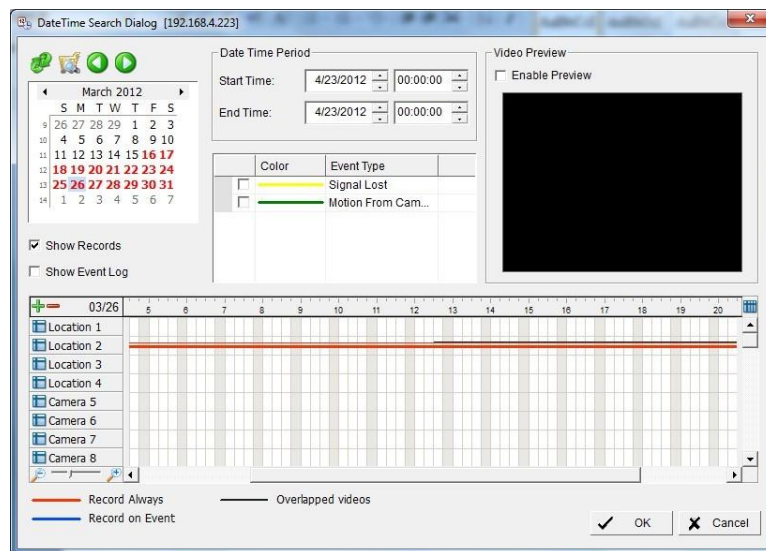 DateTime Search Dialog [192.168.4.223]
March 2012
S M T W T F S
9 26 27 28 29 1 2 3
10 4 5 6 7 8 9 10
11 11 12 13 14 15 16 17
12 18 19 20 21 22 23 24
13 25 26 27 28 29 30 31
14 1 2 3 4 5 6 7
Show Records
Show Event Log
Date Time Period
Start Time: 4/23/2012 00:00:00
End Time: 4/23/2012 00:00:00
Color Event Type
Signal Lost
Motion From Cam...
Video Preview
Enable Preview
03/26 5 6 7 8 9 10 11 12 13 14 15 16 17 18 19 20
Location 1
Location 2
Location 3
Location 4
Camera 5
Camera 6
Camera 7
Camera 8
Record Always
Overlapped videos
Record on Event
OK
Cancel